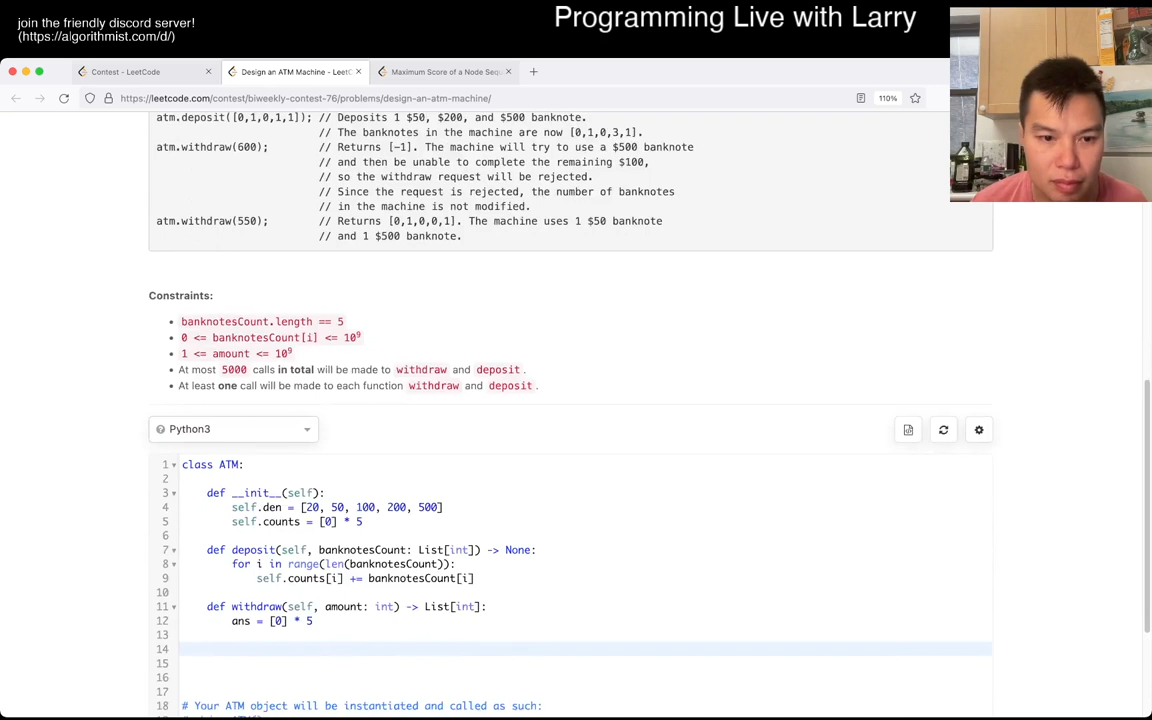 join the friendly discord server!
(https://algorithmist.com/d/)
Programming Live with Larry
Contest - LeetCode
Design an ATM Machine - LeetC
Maximum Score of a Node Sequ
https://leetcode.com/contest/biweekly-contest-76/problems/design-an-atm-machine/
110%
atm.deposit([0,1,0,1,1]); // Deposits 1 $50, $200, and $500 banknote.
// The banknotes in the machine are now [0,1,0,3,1].
atm.withdraw(600); // Returns [-1]. The machine will try to use a $500 banknote
// and then be unable to complete the remaining $100,
// so the withdraw request will be rejected.
// Since the request is rejected, the number of banknotes
// in the machine is not modified.
atm.withdraw(550); // Returns [0,1,0,0,1]. The machine uses 1 $50 banknote
// and 1 $500 banknote.
Constraints:
banknotesCount.length == 5
0 <= banknotesCount[i] <= 10⁹
1 <= amount <= 10⁹
At most 5000 calls in total will be made to withdraw and deposit.
At least one call will be made to each function withdraw and deposit.
Python3
1 class ATM:
2
3 def __init__(self):
4 self.den = [20, 50, 100, 200, 500]
5 self.counts = [0] * 5
6
7 def deposit(self, banknotesCount: List[int]) -> None:
8 for i in range(len(banknotesCount)):
9 self.counts[i] += banknotesCount[i]
10
11 def withdraw(self, amount: int) -> List[int]:
12 ans = [0] * 5
13
14
15
16
17
18 # Your ATM object will be instantiated and called as such: